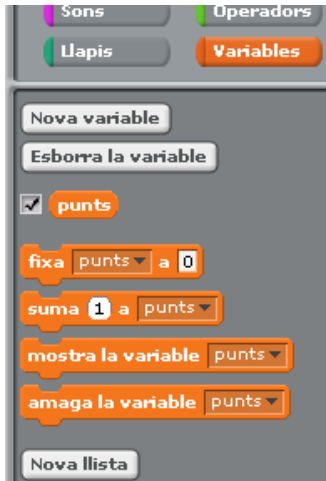 Sons Operadors
Llapis Variables
Nova variable
Esborra la variable
punts
fixa punts a 0
suma 1 a punts
mostra la variable punts
amaga la variable punts
Nova llista